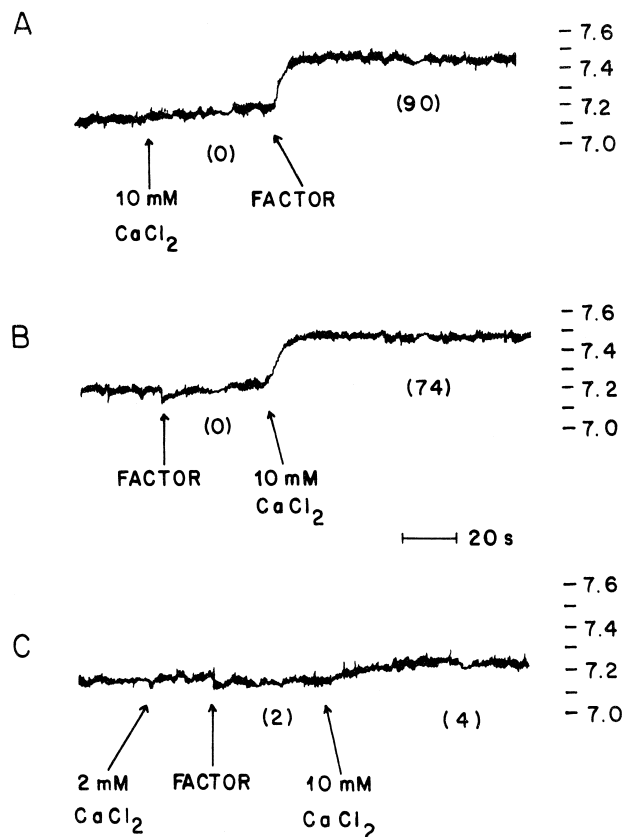 A
7.6
7.4
7.2
7.0
(0)
(90)
10 mM
CaCl2
FACTOR
B
7.6
7.4
7.2
7.0
(0)
(74)
FACTOR
10 mM
CaCl2
20 s
C
7.6
7.4
7.2
7.0
(2)
(4)
2 mM
CaCl2
FACTOR
10 mM
CaCl2